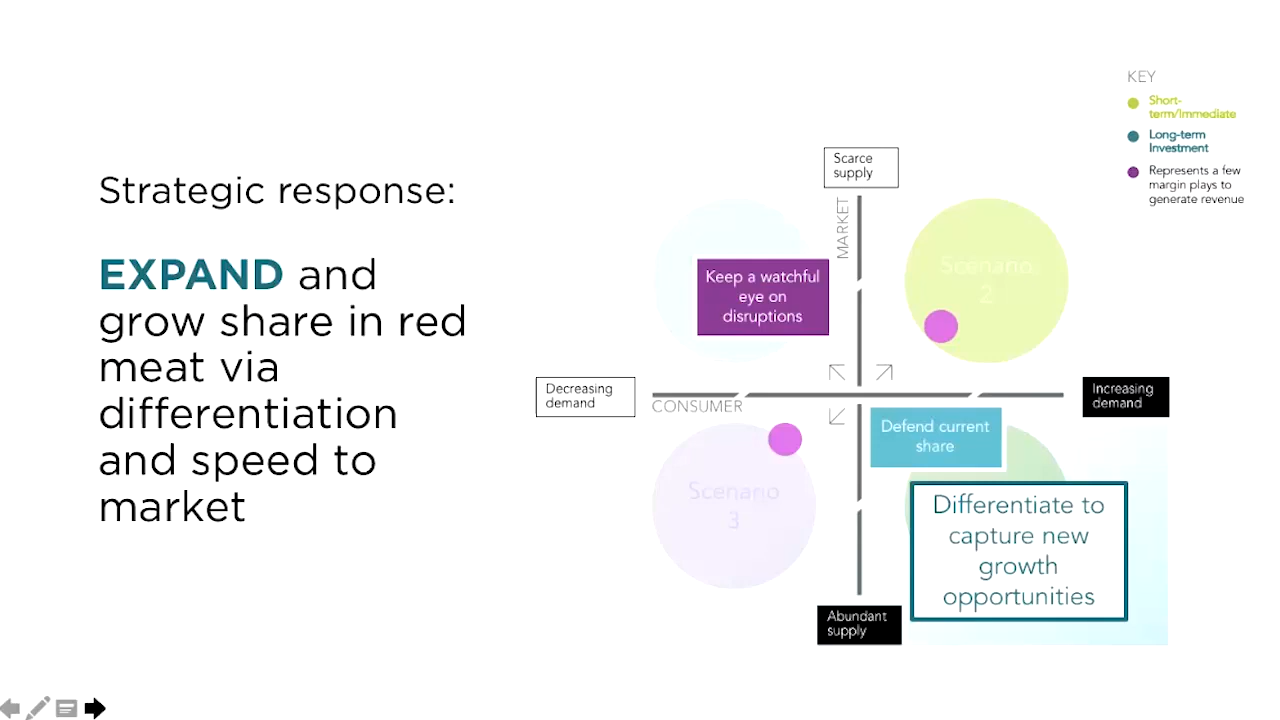 Strategic response:
EXPAND and
grow share in red
meat via
differentiation
and speed to
market
KEY
Short-
term/Immediate
Long-term
Investment
Represents a few
margin plays to
generate revenue
Scarce
supply
MARKET
Scenario
2
Keep a watchful
eye on
disruptions
Decreasing
demand
CONSUMER
Increasing
demand
Defend current
share
Scenario
3
Differentiate to
capture new
growth
opportunities
Abundant
supply